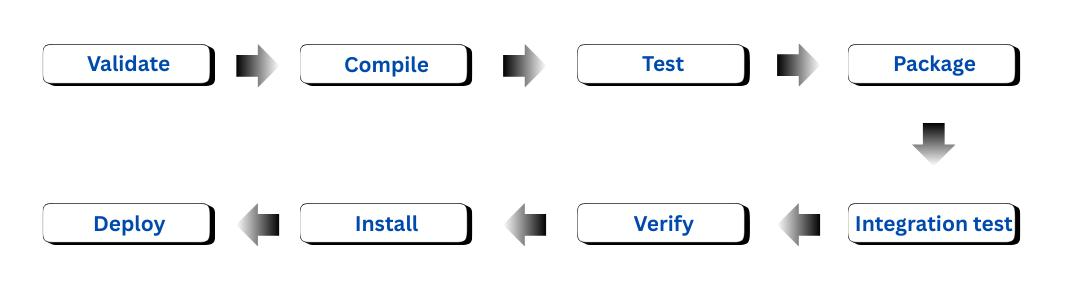 Validate
Compile
Test
Package
Integration test
Verify
Install
Deploy